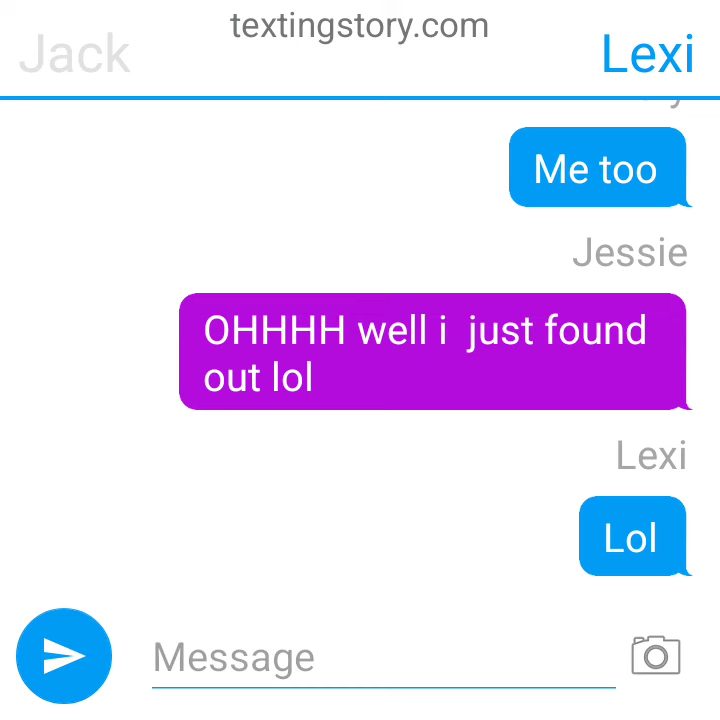 textingstory.com
Jack
Lexi
Me too
Jessie
OHHHH well i  just found
out lol
Lexi
Lol
Message